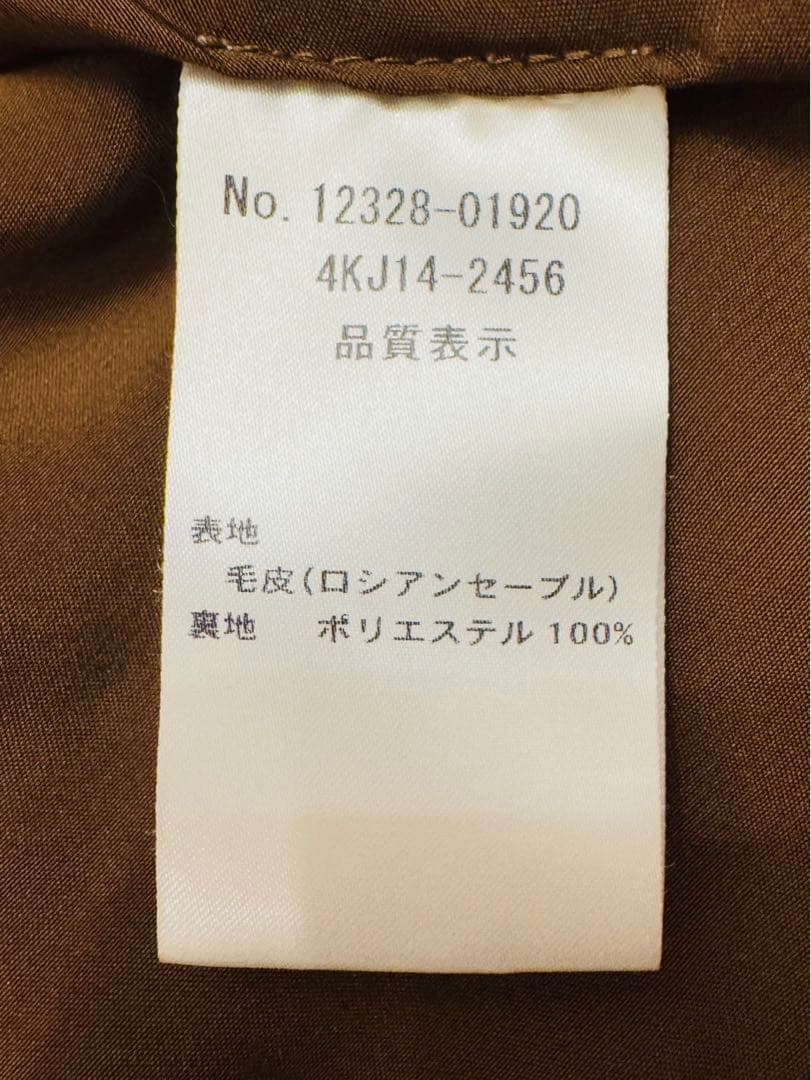 No. 12328-01920
4KJ14-2456
品質表示
表地
毛皮(ロシアンセーブル)
裏地 ポリエステル 100%